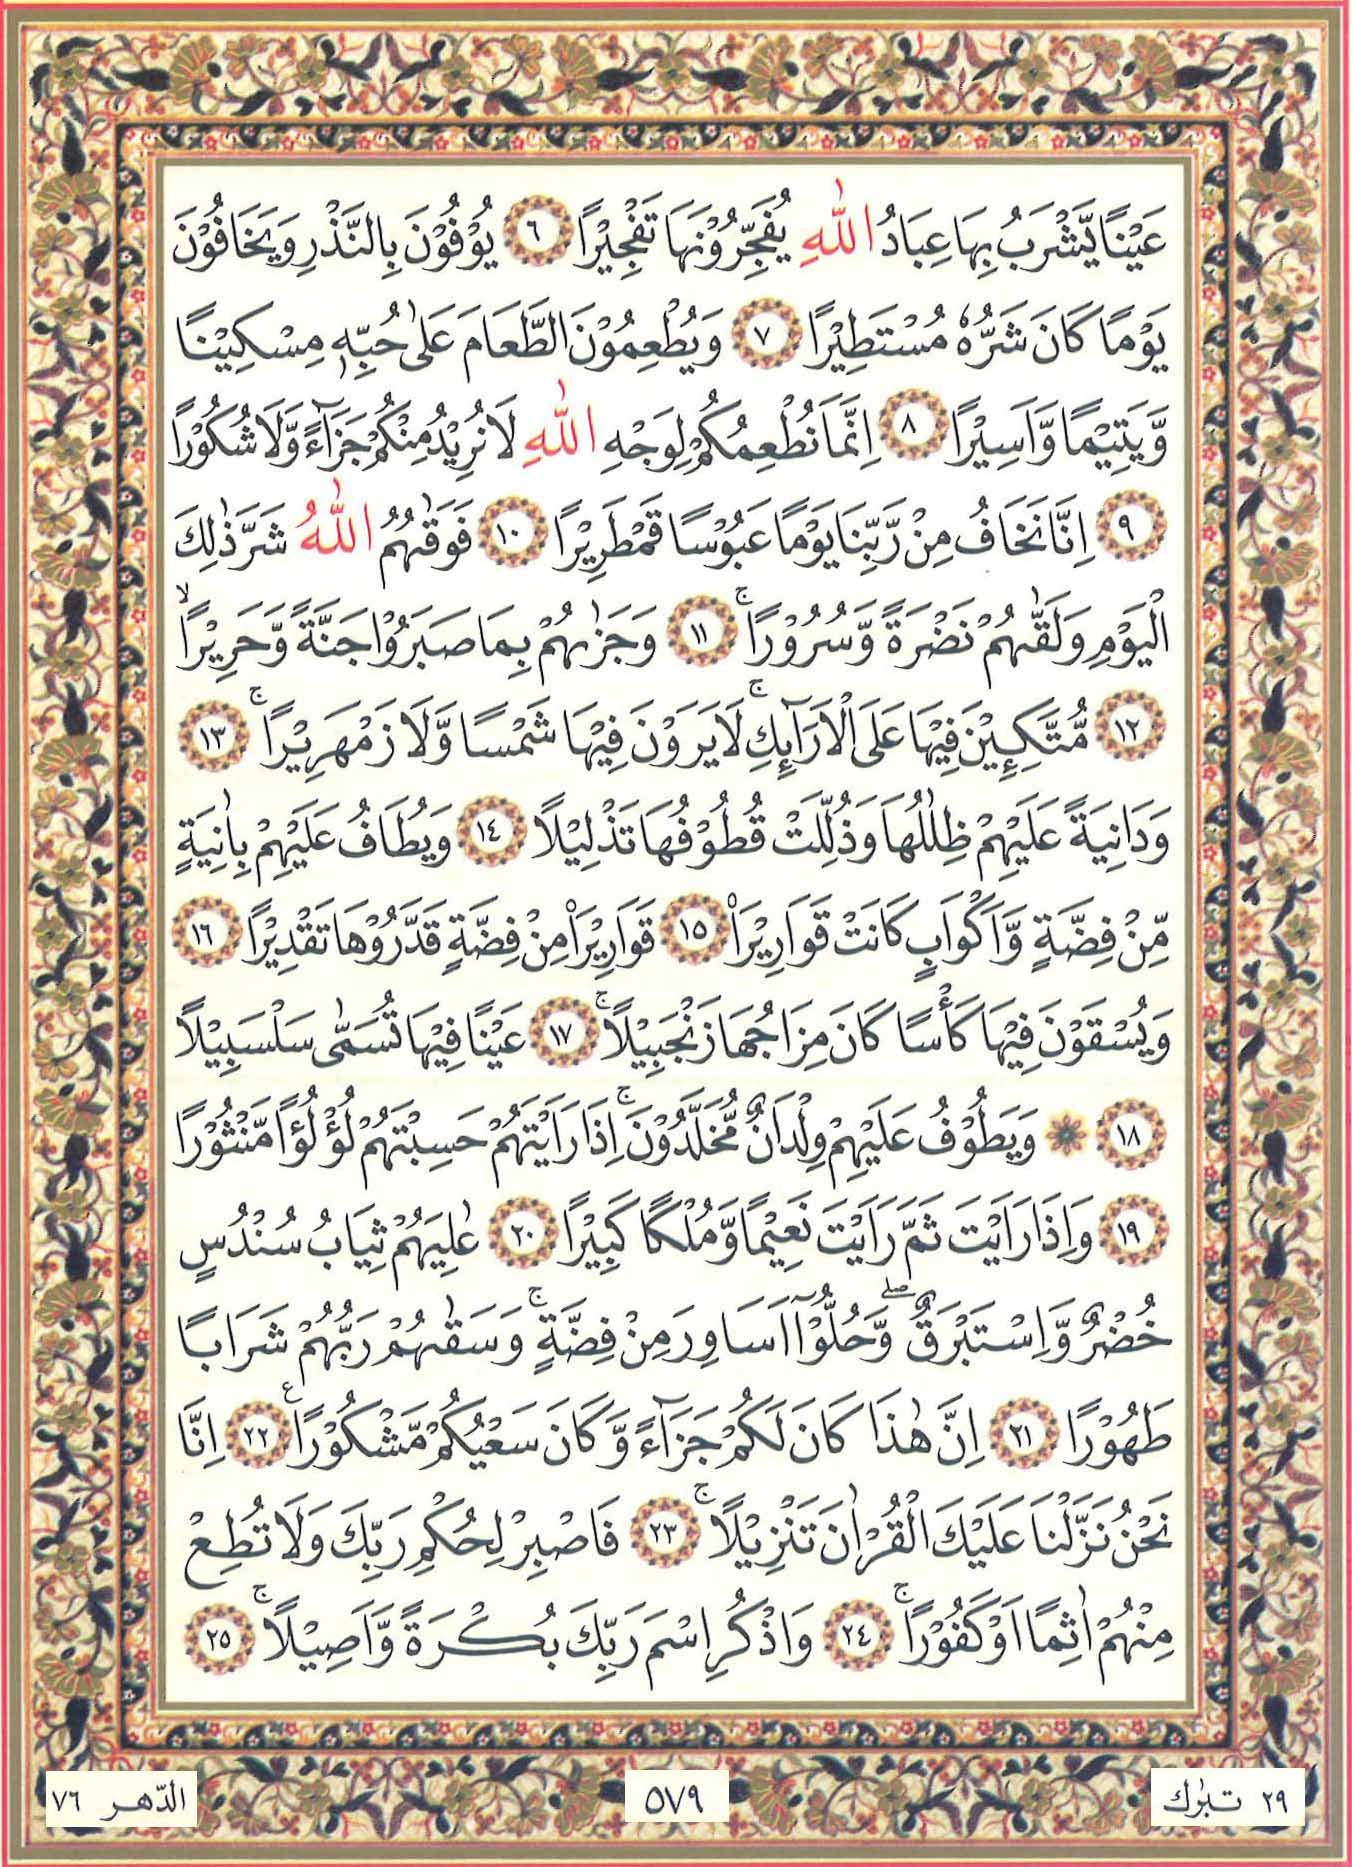 عَيْنًا يَّشْرَبُ بِهَا عِبَادُ اللّٰهِ يُفَجِّرُوْنَهَا تَفْجِيْرًا ٦ يُوْفُوْنَ بِالنَّذْرِ وَيَخَافُوْنَ
يَوْمًا كَانَ شَرُّهٗ مُسْتَطِيْرًا ٧ وَيُطْعِمُوْنَ الطَّعَامَ عَلٰى حُبِّهٖ مِسْكِيْنًا
وَّيَتِيْمًا وَّاَسِيْرًا ٨ اِنَّمَا نُطْعِمُكُمْ لِوَجْهِ اللّٰهِ لَا نُرِيْدُ مِنْكُمْ جَزَآءً وَّلَا شُكُوْرًا
٩ اِنَّا نَخَافُ مِنْ رَّبِّنَا يَوْمًا عَبُوْسًا قَمْطَرِيْرًا ١٠ فَوَقٰهُمُ اللّٰهُ شَرَّ ذٰلِكَ
الْيَوْمِ وَلَقّٰهُمْ نَضْرَةً وَّسُرُوْرًا ۚ ١١ وَجَزٰهُمْ بِمَا صَبَرُوْا جَنَّةً وَّحَرِيْرًا ۙ
١٢ مُّتَّكِـِٕيْنَ فِيْهَا عَلَى الْاَرَآىِٕكِ ۚ لَا يَرَوْنَ فِيْهَا شَمْسًا وَّلَا زَمْهَرِيْرًا ۚ ١٣
وَدَانِيَةً عَلَيْهِمْ ظِلٰلُهَا وَذُلِّلَتْ قُطُوْفُهَا تَذْلِيْلًا ١٤ وَيُطَافُ عَلَيْهِمْ بِاٰنِيَةٍ
مِّنْ فِضَّةٍ وَّاَكْوَابٍ كَانَتْ قَوَارِيْرَا۠ ١٥ قَوَارِيْرَا۠ مِنْ فِضَّةٍ قَدَّرُوْهَا تَقْدِيْرًا ١٦
وَيُسْقَوْنَ فِيْهَا كَأْسًا كَانَ مِزَاجُهَا زَنْجَبِيْلًا ۚ ١٧ عَيْنًا فِيْهَا تُسَمّٰى سَلْسَبِيْلًا
١٨ وَيَطُوْفُ عَلَيْهِمْ وِلْدَانٌ مُّخَلَّدُوْنَ ۚ اِذَا رَاَيْتَهُمْ حَسِبْتَهُمْ لُؤْلُؤًا مَّنْثُوْرًا
١٩ وَاِذَا رَاَيْتَ ثَمَّ رَاَيْتَ نَعِيْمًا وَّمُلْكًا كَبِيْرًا ٢٠ عٰلِيَهُمْ ثِيَابُ سُنْدُسٍ
خُضْرٌ وَّاِسْتَبْرَقٌ ۖ وَّحُلُّوْٓا اَسَاوِرَ مِنْ فِضَّةٍ ۚ وَسَقٰهُمْ رَبُّهُمْ شَرَابًا
طَهُوْرًا ٢١ اِنَّ هٰذَا كَانَ لَكُمْ جَزَآءً وَّكَانَ سَعْيُكُمْ مَّشْكُوْرًا ع ٢٢ اِنَّا
نَحْنُ نَزَّلْنَا عَلَيْكَ الْقُرْاٰنَ تَنْزِيْلًا ۚ ٢٣ فَاصْبِرْ لِحُكْمِ رَبِّكَ وَلَا تُطِعْ
مِنْهُمْ اٰثِمًا اَوْ كَفُوْرًا ۚ ٢٤ وَاذْكُرِ اسْمَ رَبِّكَ بُكْرَةً وَّاَصِيْلًا ۚ ٢٥
٢٩ تبٰرك
٥٧٩
الدّهر ٧٦